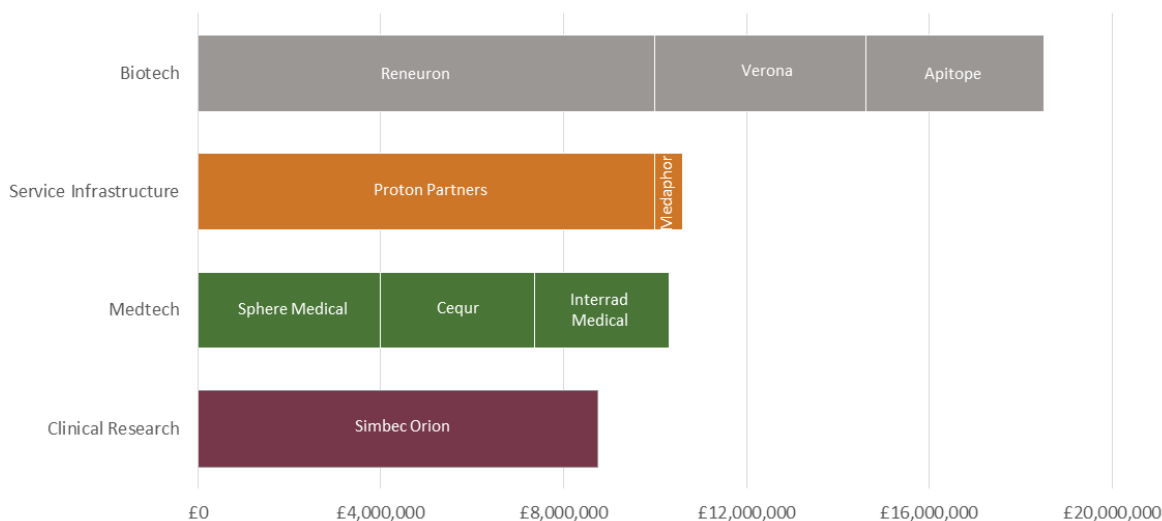 Biotech
Reneuron
Verona
Apitope
Service Infrastructure
Proton Partners
Medaphor
Medtech
Sphere Medical
Cequr
Interrad
Medical
Clinical Research
Simbec Orion
£0
£4,000,000
£8,000,000
£12,000,000
£16,000,000
£20,000,000